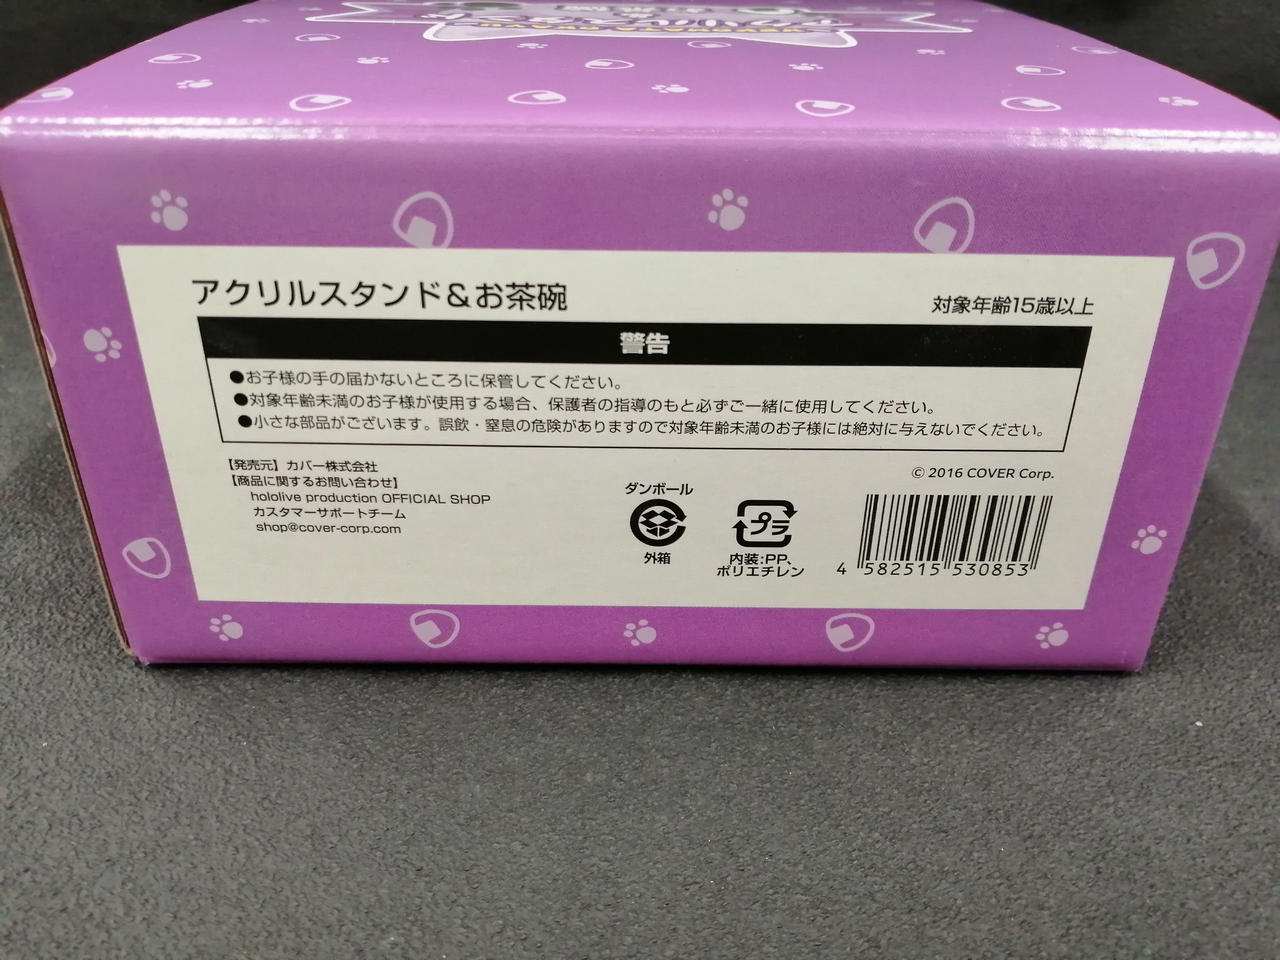 NEKOMATA OKAYU
アクリルスタンド
アクリルスタンド&お茶碗
対象年齢15歳以上
警告
●お子様の手の届かないところに保管してください。
●対象年齢未満のお子様が使用する場合、保護者の指導のもと必ずご一緒に使用してください。
●小さな部品がございます。誤飲・窒息の危険がありますので対象年齢未満のお子様には絶対に与えないでください。
【発売元】カバー株式会社
【商品に関するお問い合わせ】
hololive production OFFICIAL SHOP
カスタマーサポートチーム
shop@cover-corp.com
ダンボール
外箱
プラ
内装:PP、
ポリエチレン
© 2016 COVER Corp.
4 582515 530853